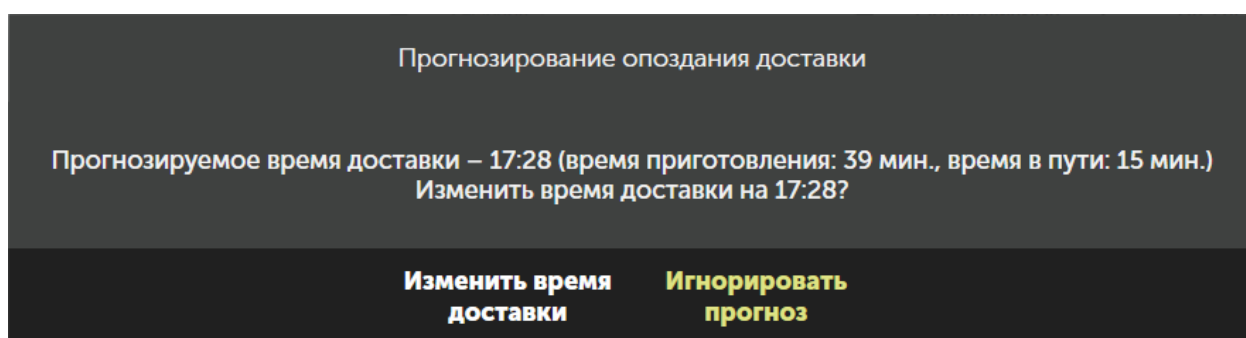 Прогнозирование опоздания доставки
Прогнозируемое время доставки – 17:28 (время приготовления: 39 мин., время в пути: 15 мин.)
Изменить время доставки на 17:28?
Изменить время доставки
Игнорировать прогноз